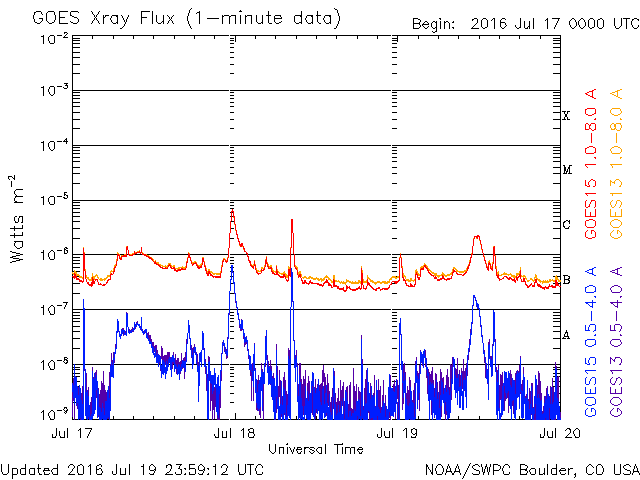 GOES Xray Flux (1-minute data)
Begin: 2016 Jul 17 0000 UTC
10-2
10-3
10-4
10-5
10-6
10-7
10-8
10-9
Watts m-2
X
M
C
B
A
GOES15 1.0-8.0 A
GOES13 1.0-8.0 A
GOES15 0.5-4.0 A
GOES13 0.5-4.0 A
Jul 17
Jul 18
Jul 19
Jul 20
Universal Time
Updated 2016 Jul 19 23:59:12 UTC
NOAA/SWPC Boulder, CO USA